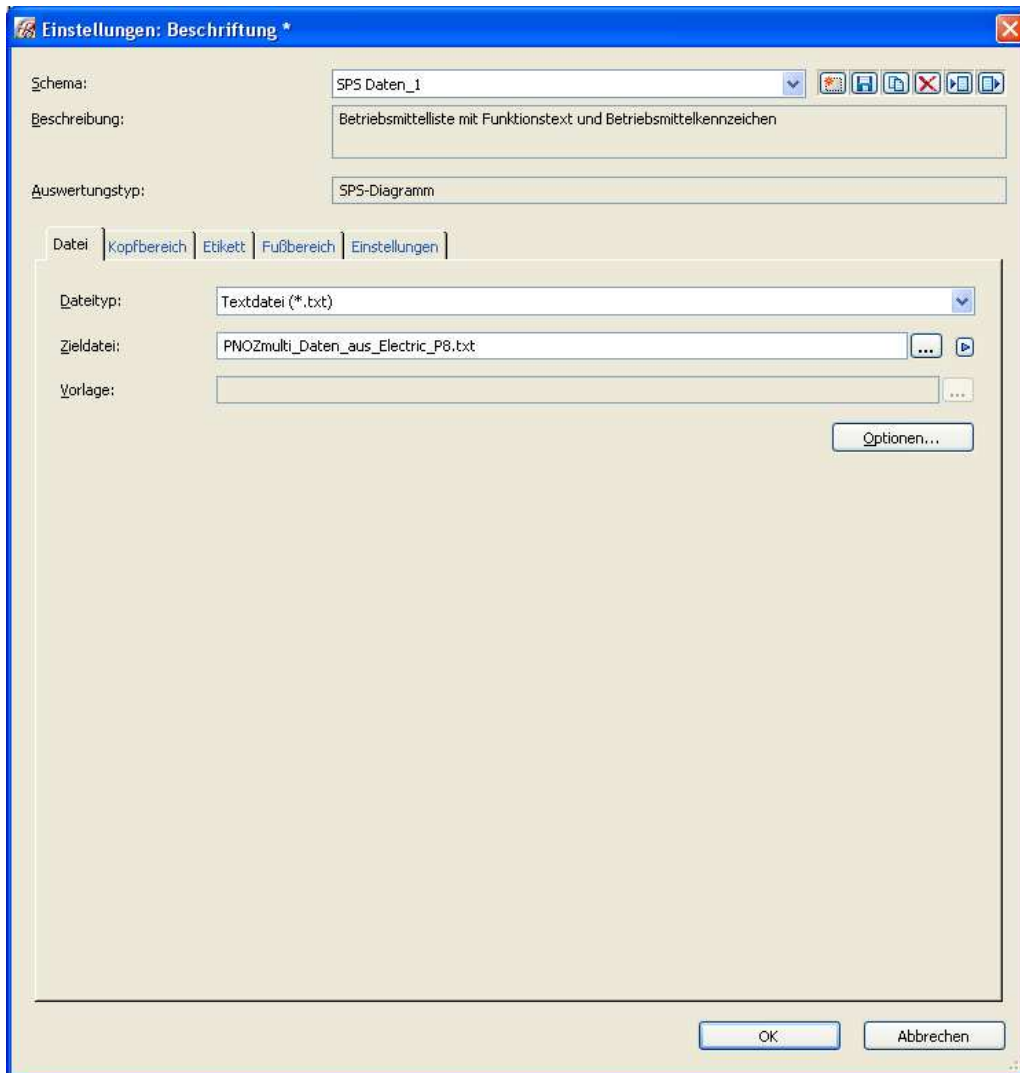 Einstellungen: Beschriftung *
Schema:
SPS Daten_1
Beschreibung:
Betriebsmittelliste mit Funktionstext und Betriebsmittelkennzeichen
Auswertungstyp:
SPS-Diagramm
Datei Kopfbereich Etikett Fußbereich Einstellungen
Dateityp:
Textdatei (*.txt)
Zieldatei:
PNOZmulti_Daten_aus_Electric_P8.txt
...
Vorlage:
...
Optionen...
OK
Abbrechen